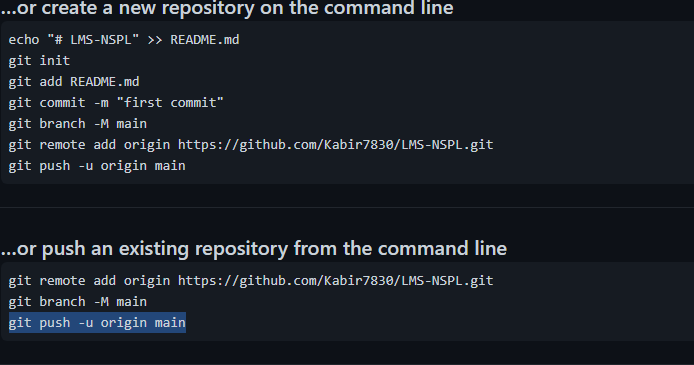 ...or create a new repository on the command line
echo "# LMS-NSPL" >> README.md
git init
git add README.md
git commit -m "first commit"
git branch -M main
git remote add origin https://github.com/Kabir7830/LMS-NSPL.git
git push -u origin main
...or push an existing repository from the command line
git remote add origin https://github.com/Kabir7830/LMS-NSPL.git
git branch -M main
git push -u origin main